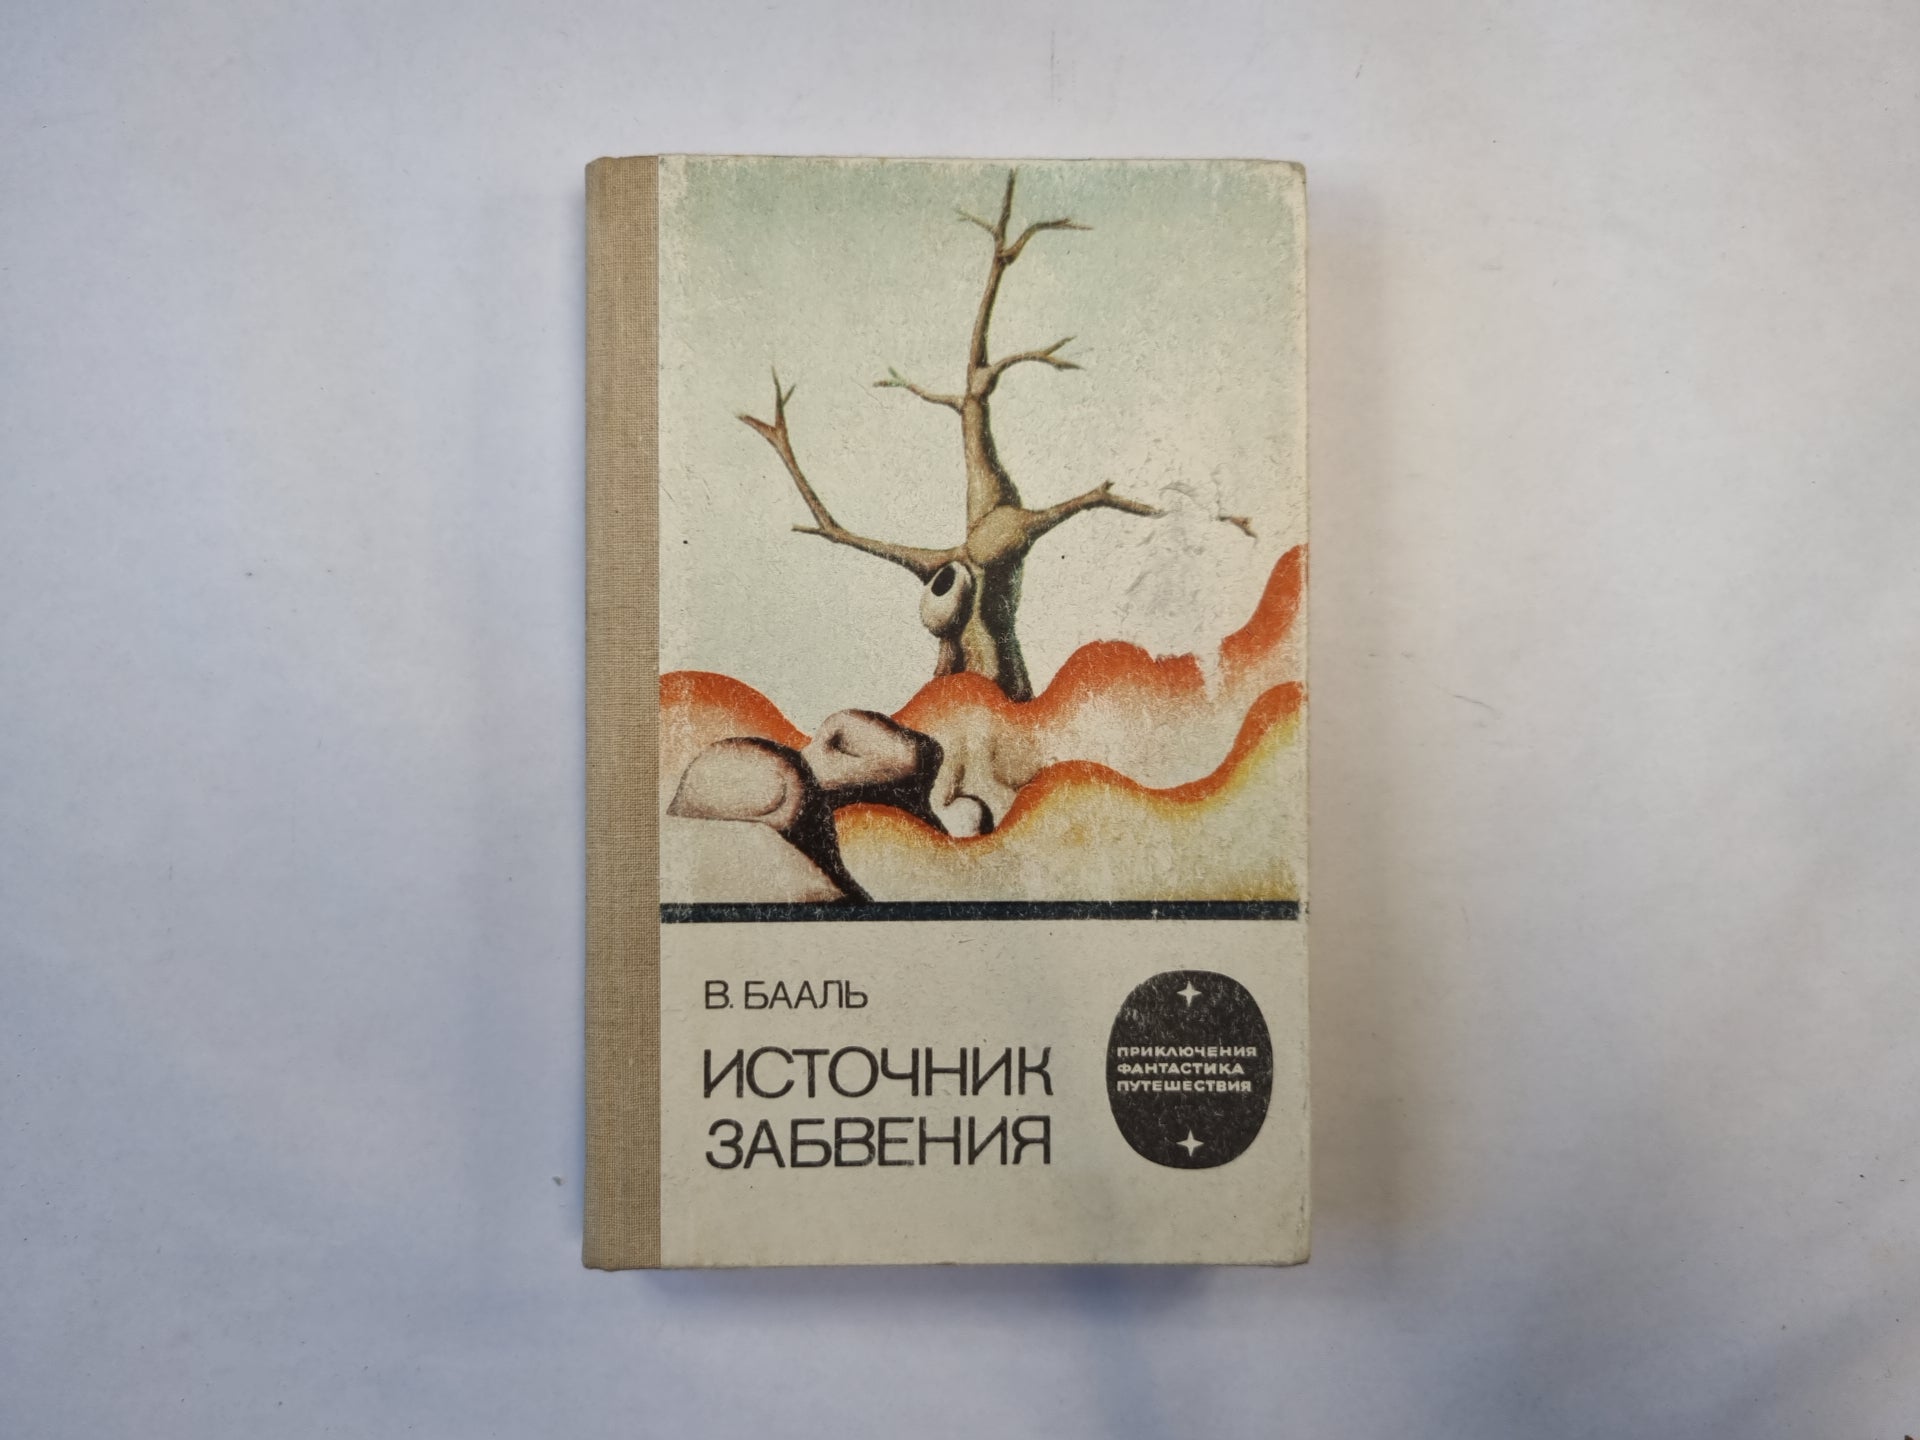 В. БААЛЬ
ИСТОЧНИК
ЗАБВЕНИЯ
ПРИКЛЮЧЕНИЯ
ФАНТАСТИКА
ПУТЕШЕСТВИЯ